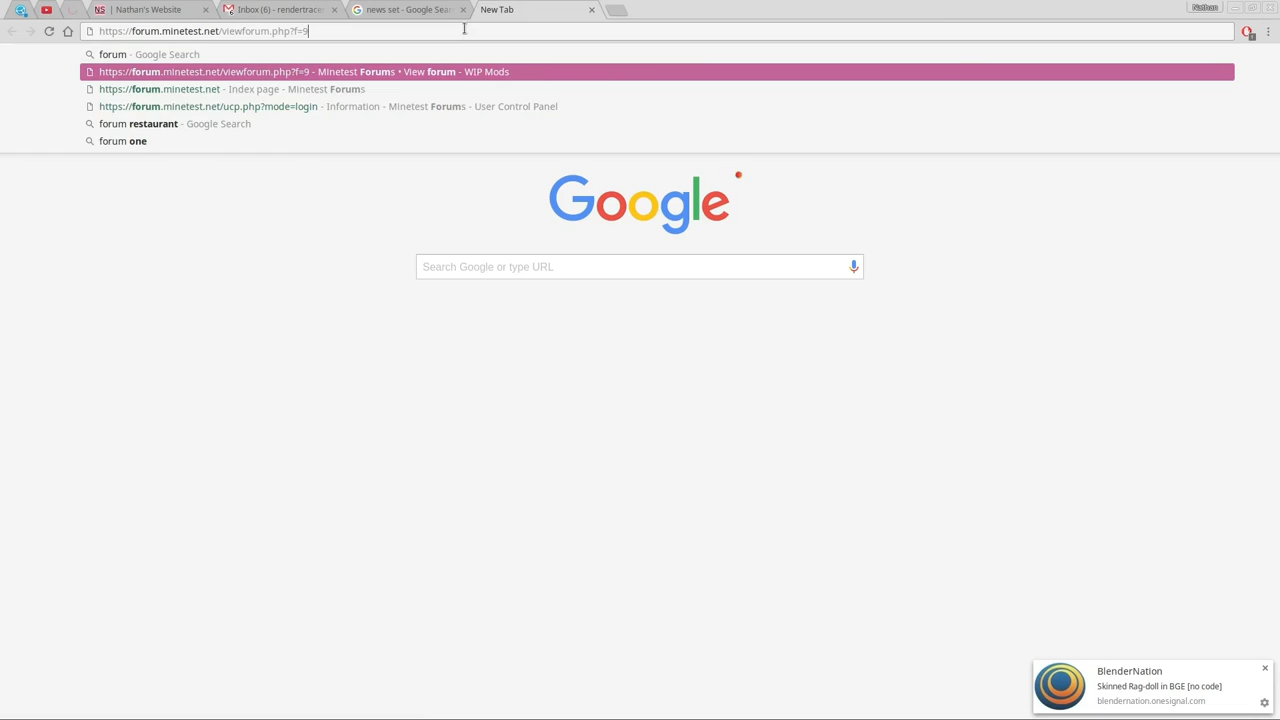 | Nathan's Website
Inbox (6) - rendertraces
news set - Google Sear
New Tab
Nathan
https://forum.minetest.net/viewforum.php?f=9
forum - Google Search
https://forum.minetest.net/viewforum.php?f=9 - Minetest Forums • View forum - WIP Mods
https://forum.minetest.net - Index page - Minetest Forums
https://forum.minetest.net/ucp.php?mode=login - Information - Minetest Forums - User Control Panel
forum restaurant - Google Search
forum one
Google
Search Google or type URL
BlenderNation
Skinned Rag-doll in BGE [no code]
blendernation.onesignal.com